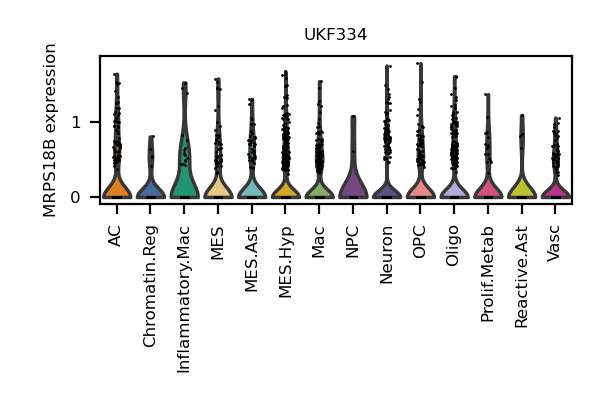 UKF334
MRPS18B expression
1
0
AC
Chromatin.Reg
Inflammatory.Mac
MES
MES.Ast
MES.Hyp
Mac
NPC
Neuron
OPC
Oligo
Prolif.Metab
Reactive.Ast
Vasc